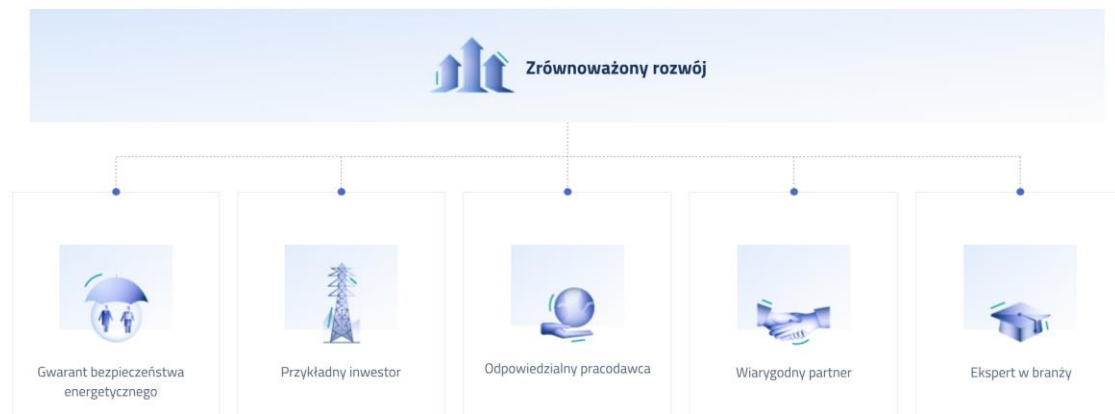 Zrównoważony rozwój
Gwarant bezpieczeństwa
energetycznego
Przykładny inwestor
Odpowiedzialny pracodawca
Wiarygodny partner
Ekspert w branży